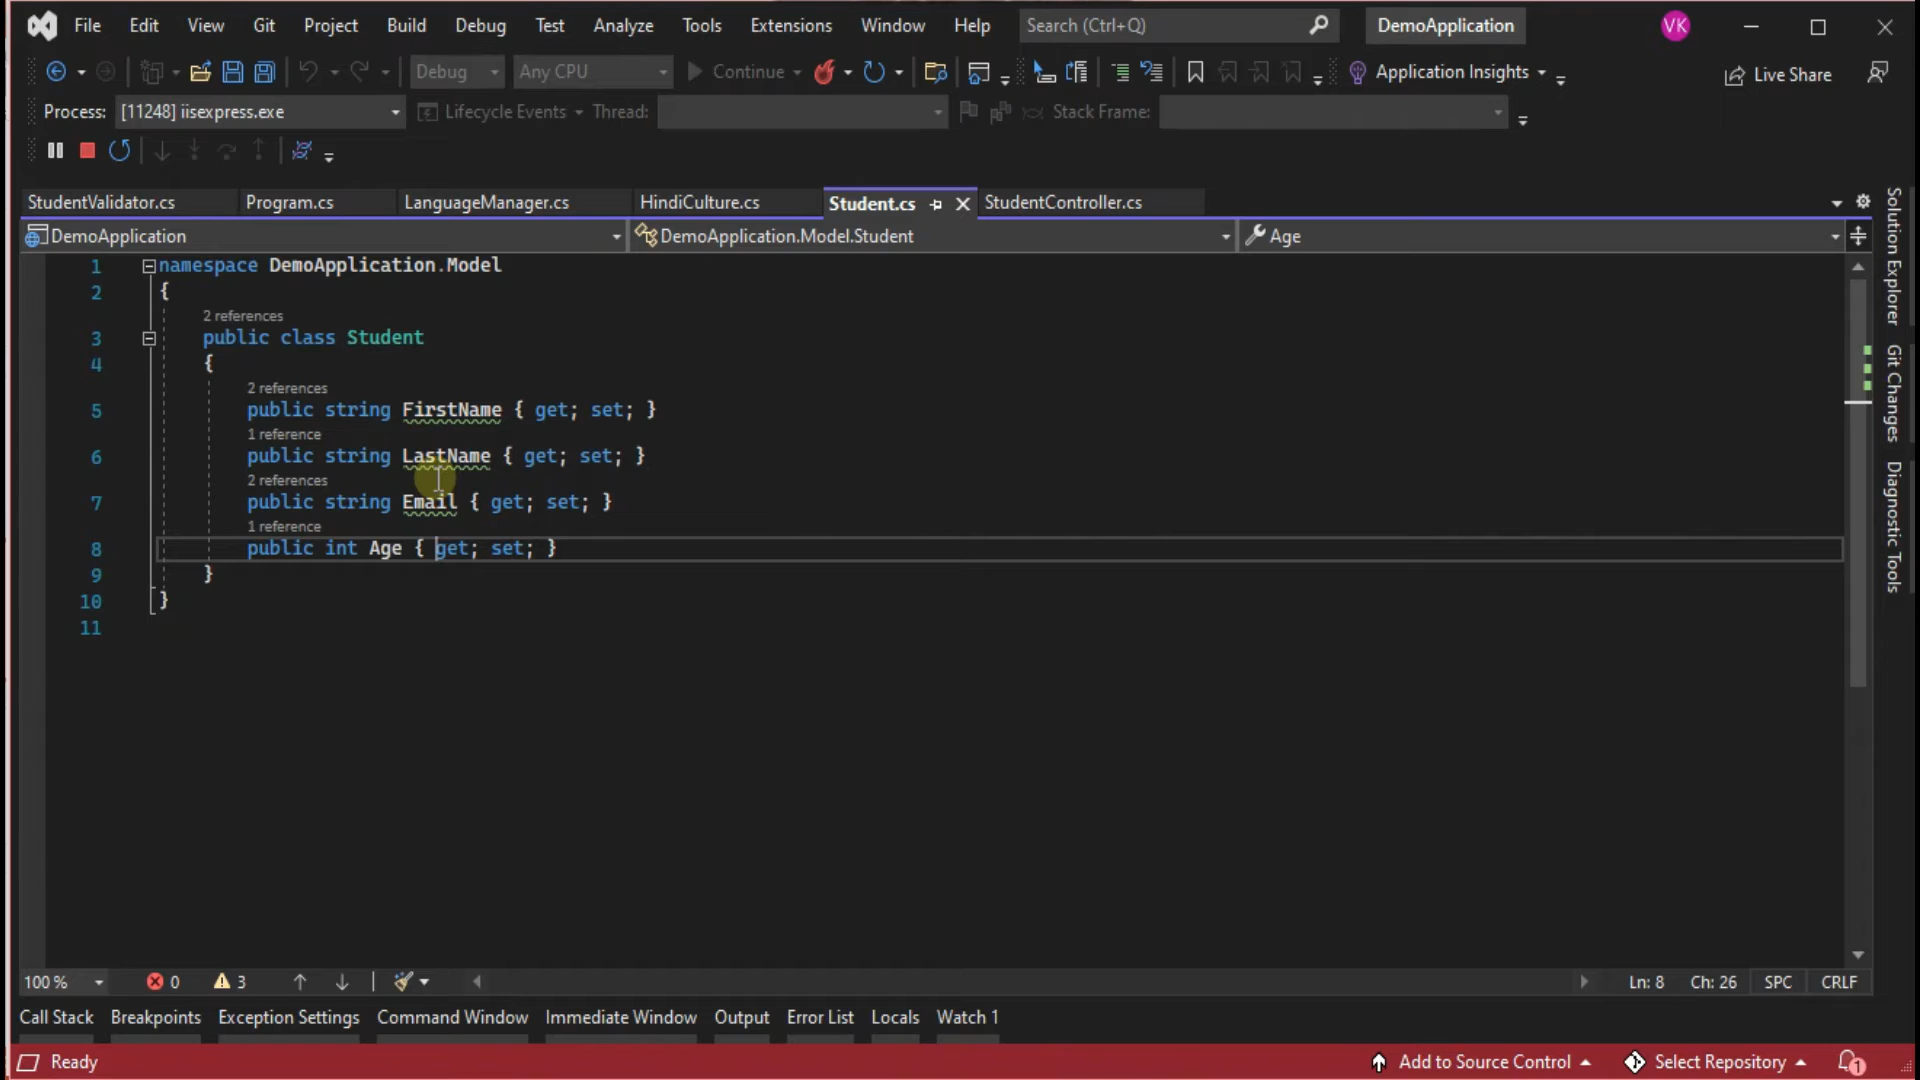 File Edit View Git Project Build Debug Test Analyze Tools Extensions Window Help Search (Ctrl+Q) DemoApplication VK
Debug Any CPU Continue Application Insights Live Share
Process: [11248] iisexpress.exe Lifecycle Events Thread: Stack Frame:
StudentValidator.cs Program.cs LanguageManager.cs HindiCulture.cs Student.cs StudentController.cs
DemoApplication DemoApplication.Model.Student Age
1 namespace DemoApplication.Model
2 {
2 references
3 public class Student
4 {
2 references
5 public string FirstName { get; set; }
1 reference
6 public string LastName { get; set; }
2 references
7 public string Email { get; set; }
1 reference
8 public int Age { get; set; }
9 }
10 }
11
Solution Explorer
Git Changes
Diagnostic Tools
100 % 0 3 Ln: 8 Ch: 26 SPC CRLF
Call Stack Breakpoints Exception Settings Command Window Immediate Window Output Error List Locals Watch 1
Ready Add to Source Control Select Repository 1